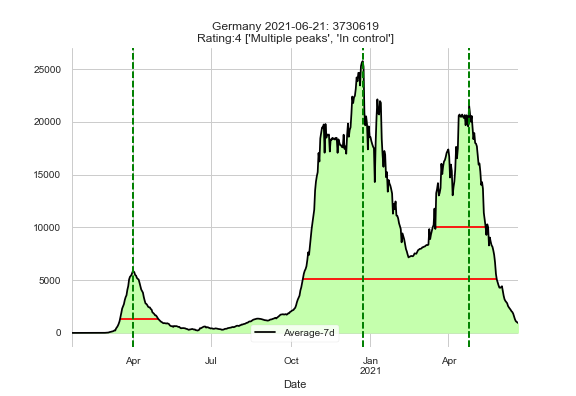 Germany 2021-06-21: 3730619
Rating:4 ['Multiple peaks', 'In control']
25000
20000
15000
10000
5000
0
Average-7d
Apr
Jul
Oct
Jan
2021
Apr
Date